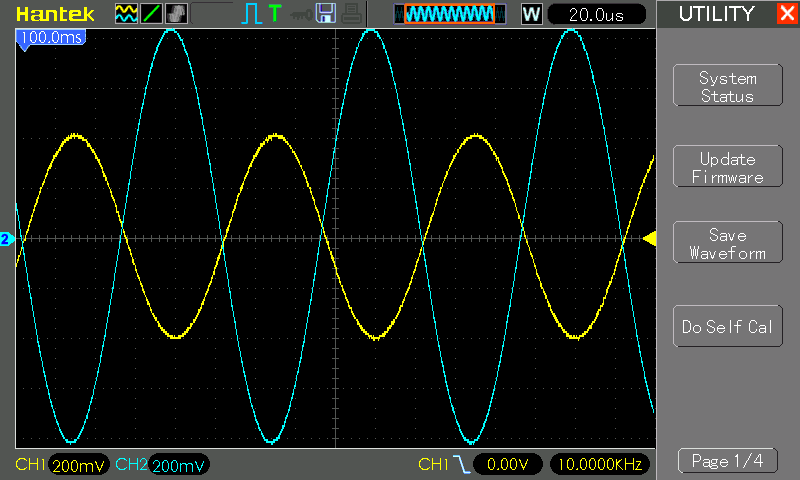 Hantek
T
W
20.0us
UTILITY
X
100.0ms
System
Status
Update
Firmware
2
Save
Waveform
Do Self Cal
CH1 200mV CH2 200mV
CH1 0.00V 10.0000KHz
Page 1/4